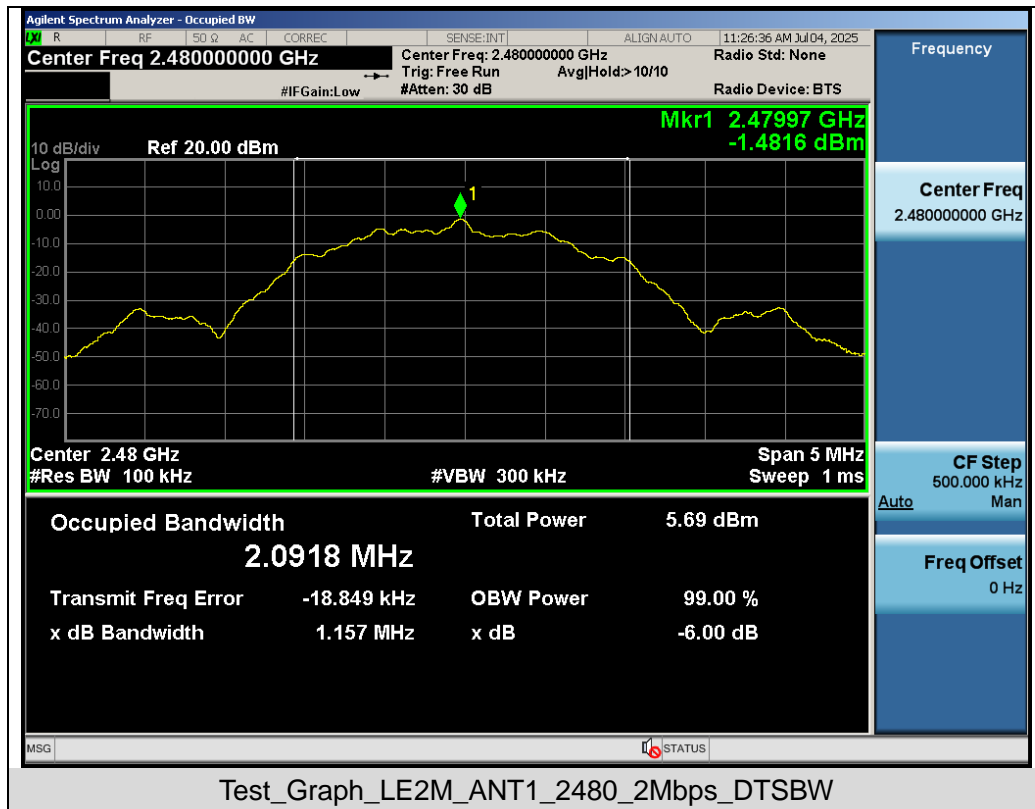 Agilent Spectrum Analyzer - Occupied BW
LXI R RF 50 Ω AC CORREC SENSE:INT ALIGN AUTO 11:26:36 AM Jul 04, 2025
Center Freq 2.480000000 GHz
Center Freq: 2.480000000 GHz
Radio Std: None
Trig: Free Run Avg|Hold:> 10/10
#IFGain:Low #Atten: 30 dB Radio Device: BTS
Frequency
Mkr1 2.47997 GHz
-1.4816 dBm
10 dB/div Ref 20.00 dBm
Log
10.0
0.00
-10.0
-20.0
-30.0
-40.0
-50.0
-60.0
-70.0
1
Center 2.48 GHz Span 5 MHz
#Res BW 100 kHz #VBW 300 kHz Sweep 1 ms
Center Freq
2.480000000 GHz
CF Step
500.000 kHz
Auto Man
Freq Offset
0 Hz
Occupied Bandwidth Total Power 5.69 dBm
2.0918 MHz
Transmit Freq Error -18.849 kHz OBW Power 99.00 %
x dB Bandwidth 1.157 MHz x dB -6.00 dB
MSG STATUS
Test_Graph_LE2M_ANT1_2480_2Mbps_DTSBW